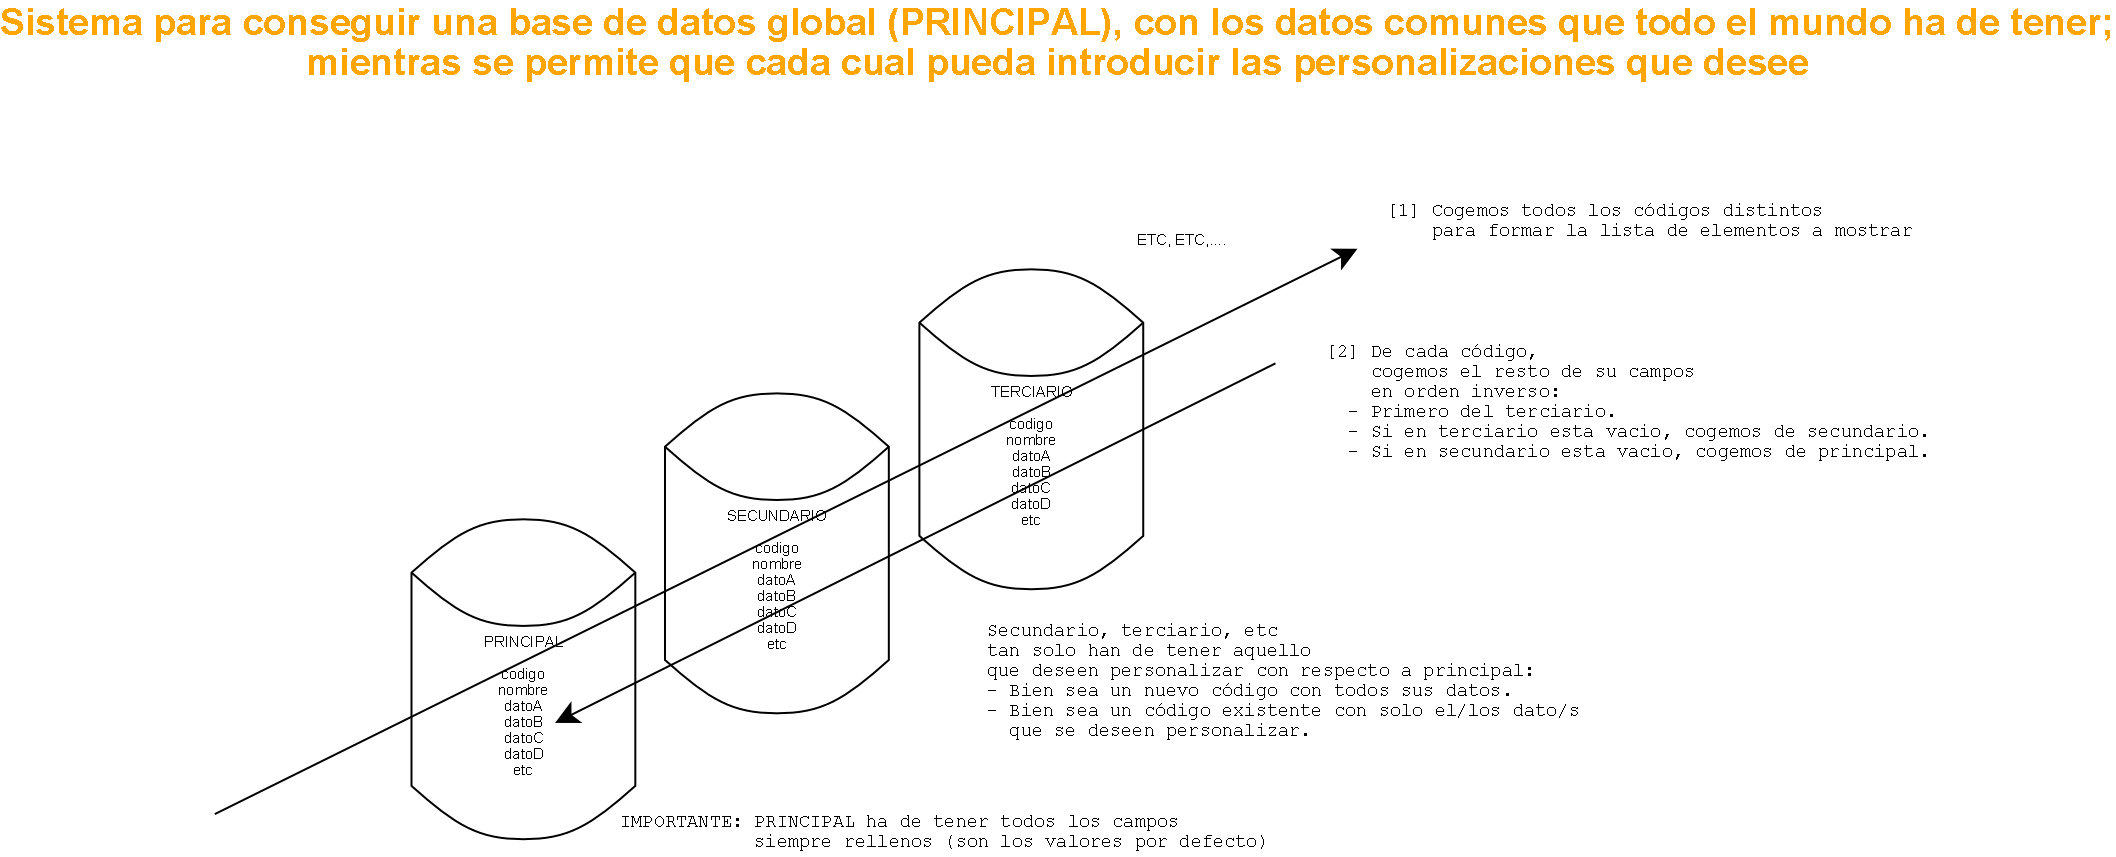 Sistema para conseguir una base de datos global (PRINCIPAL), con los datos comunes que todo el mundo ha de tener;
mientras se permite que cada cual pueda introducir las personalizaciones que desee
[1] Cogemos todos los códigos distintos
para formar la lista de elementos a mostrar
ETC, ETC,....
[2] De cada código,
cogemos el resto de su campos
en orden inverso:
- Primero del terciario.
- Si en terciario esta vacio, cogemos de secundario.
- Si en secundario esta vacio, cogemos de principal.
TERCIARIO
codigo
nombre
datoA
datoB
datoC
datoD
etc
SECUNDARIO
codigo
nombre
datoA
datoB
datoC
datoD
etc
PRINCIPAL
codigo
nombre
datoA
datoB
datoC
datoD
etc
Secundario, terciario, etc
tan solo han de tener aquello
que deseen personalizar con respecto a principal:
- Bien sea un nuevo código con todos sus datos.
- Bien sea un código existente con solo el/los dato/s
que se deseen personalizar.
IMPORTANTE: PRINCIPAL ha de tener todos los campos
siempre rellenos (son los valores por defecto)